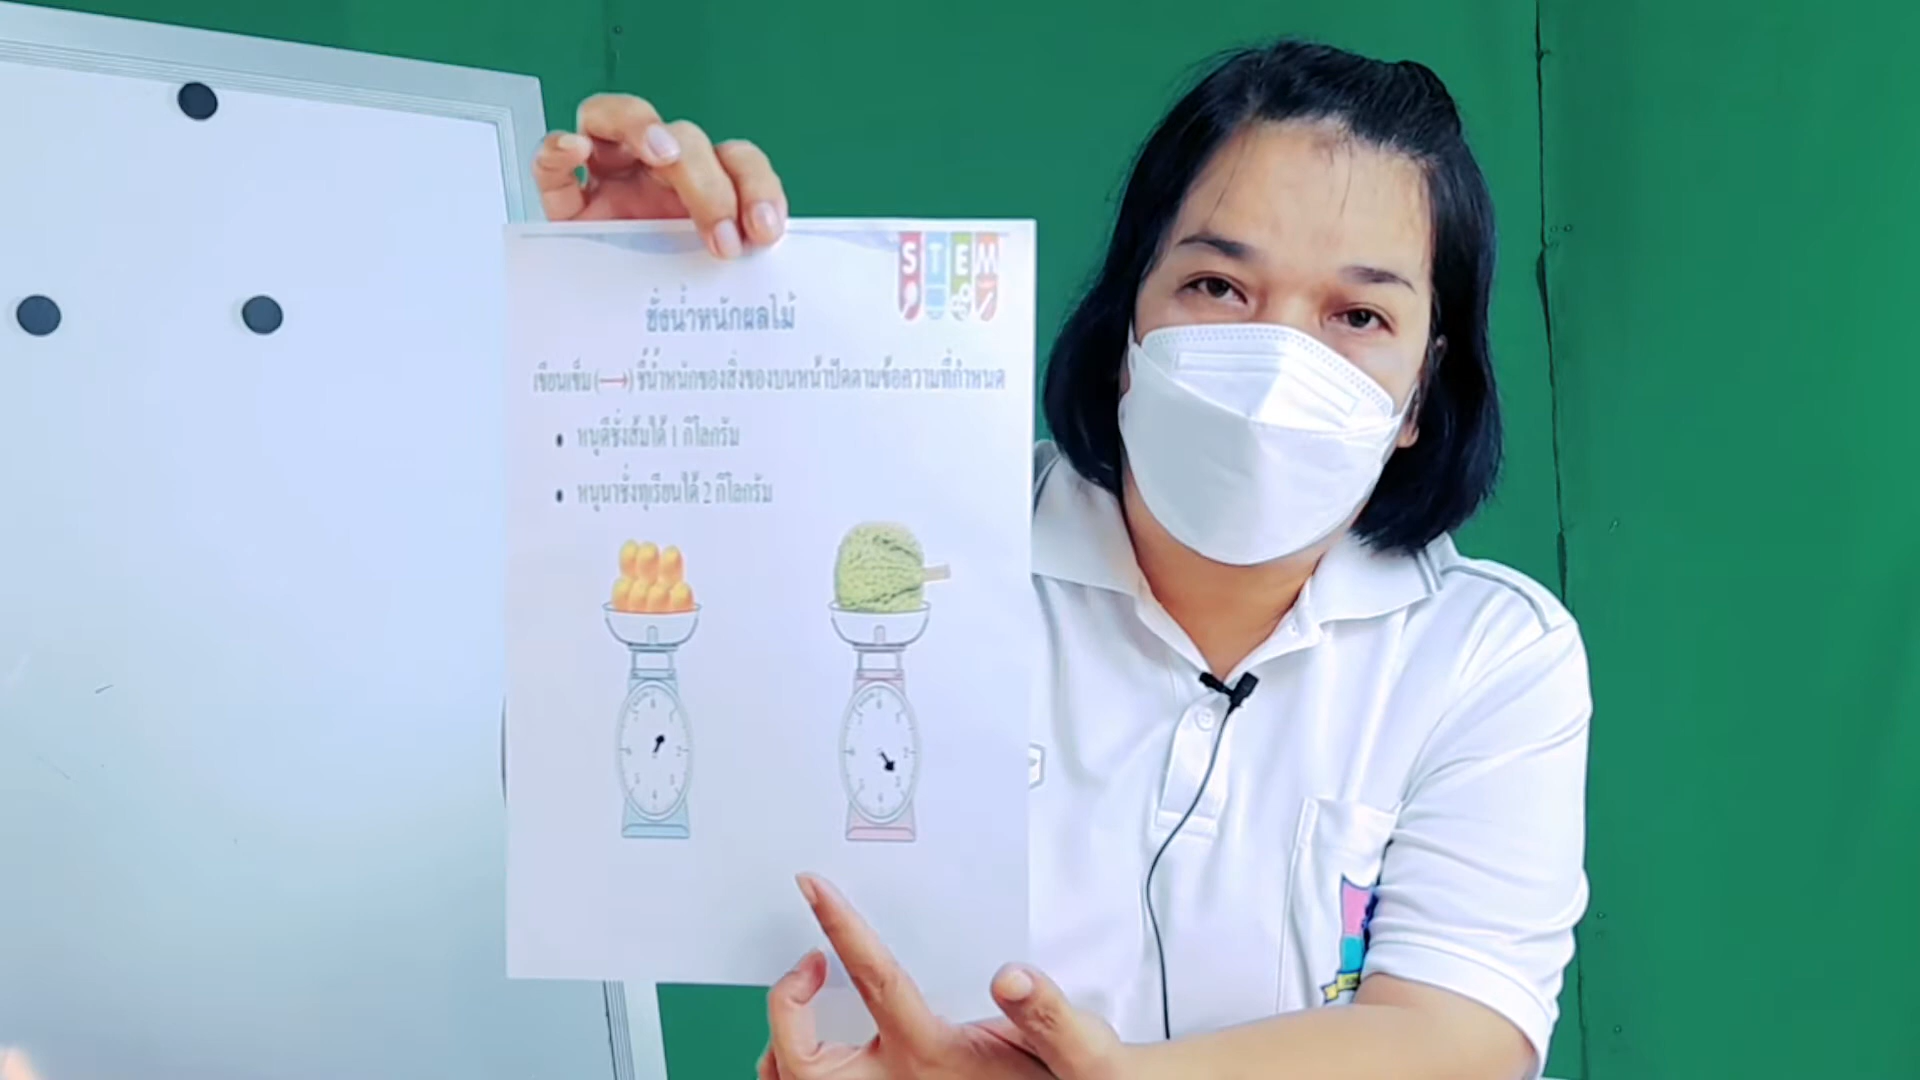 STEM
ชั่งน้ำหนักผลไม้
เขียนเข็ม (⟶) ชี้น้ำหนักของสิ่งของบนหน้าปัดตามข้อความที่กำหนด
• หนูดีชั่งส้มได้ 1 กิโลกรัม
• หนูนาชั่งทุเรียนได้ 2 กิโลกรัม